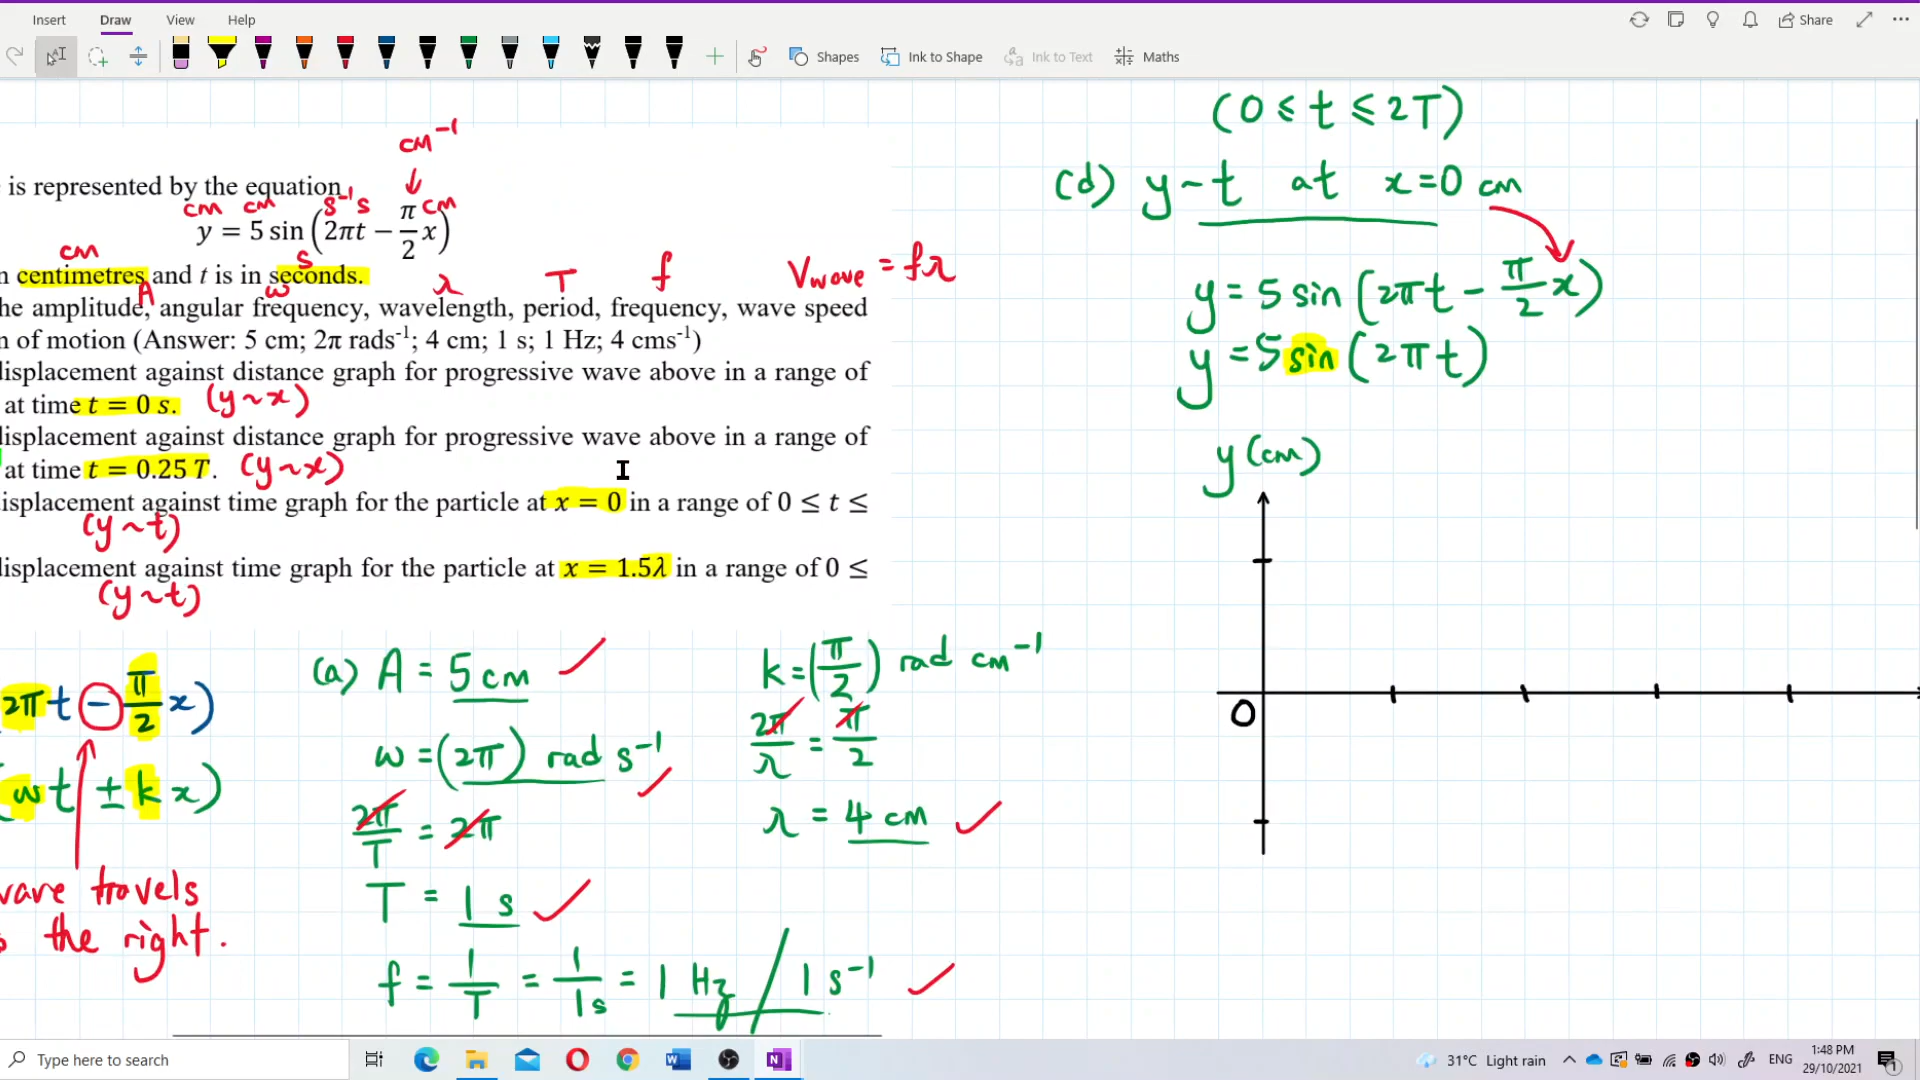 Insert Draw View Help
Share
Shapes Ink to Shape Ink to Text Maths
(0 ≤ t ≤ 2T)
cm⁻¹
(d) y~t at x=0 cm
is represented by the equation
cm cm s⁻¹ s cm
y = 5 sin (2πt − π/2 x)
cm s
n centimetres and t is in seconds.
A ω λ T f Vwave = fλ
he amplitude, angular frequency, wavelength, period, frequency, wave speed
n of motion (Answer: 5 cm; 2π rads⁻¹; 4 cm; 1 s; 1 Hz; 4 cms⁻¹)
lisplacement against distance graph for progressive wave above in a range of
at time t = 0 s. (y~x)
lisplacement against distance graph for progressive wave above in a range of
at time t = 0.25 T. (y~x)
isplacement against time graph for the particle at x = 0 in a range of 0 ≤ t ≤
(y~t)
lisplacement against time graph for the particle at x = 1.5λ in a range of 0 ≤
(y~t)
y = 5 sin (2πt − π/2 x)
y = 5 sin (2πt)
y (cm)
O
2πt − π/2 x)
ωt ± kx)
wave travels
o the right.
(a) A = 5 cm
ω = (2π) rad s⁻¹
2π/T = 2π
T = 1 s
f = 1/T = 1/1s = 1 Hz / 1 s⁻¹
k = (π/2) rad cm⁻¹
2π/λ = π/2
λ = 4 cm
Type here to search
31°C Light rain
ENG
1:48 PM
29/10/2021
1